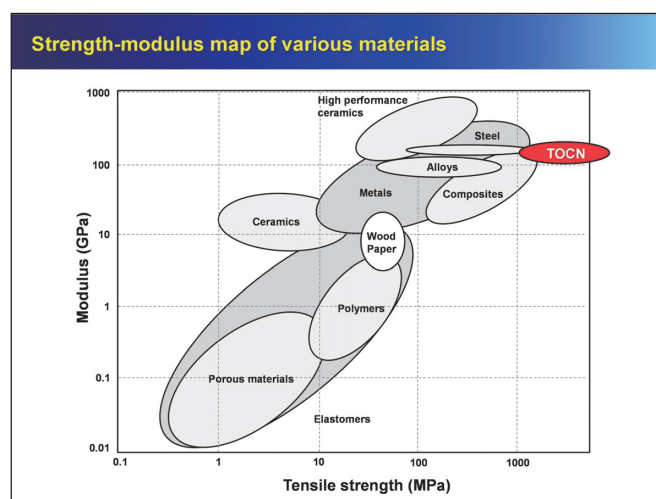 Strength-modulus map of various materials
1000
100
10
1
0.1
0.01
Modulus (GPa)
High performance
ceramics
Steel
TOCN
Alloys
Metals
Composites
Ceramics
Wood
Paper
Polymers
Porous materials
Elastomers
0.1
1
10
100
1000
Tensile strength (MPa)